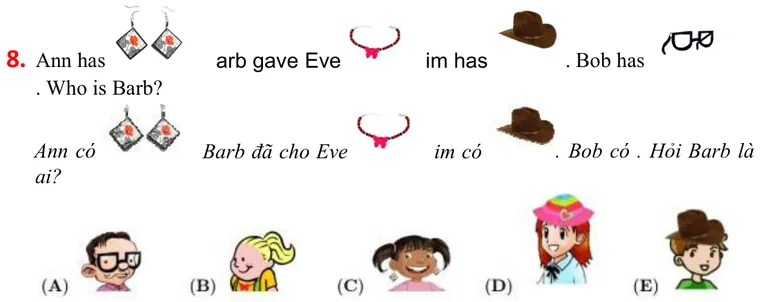 8. Ann has arb gave Eve im has . Bob has
. Who is Barb?
Ann có Barb đã cho Eve im có . Bob có . Hỏi Barb là
ai?
(A) (B) (C) (D) (E)